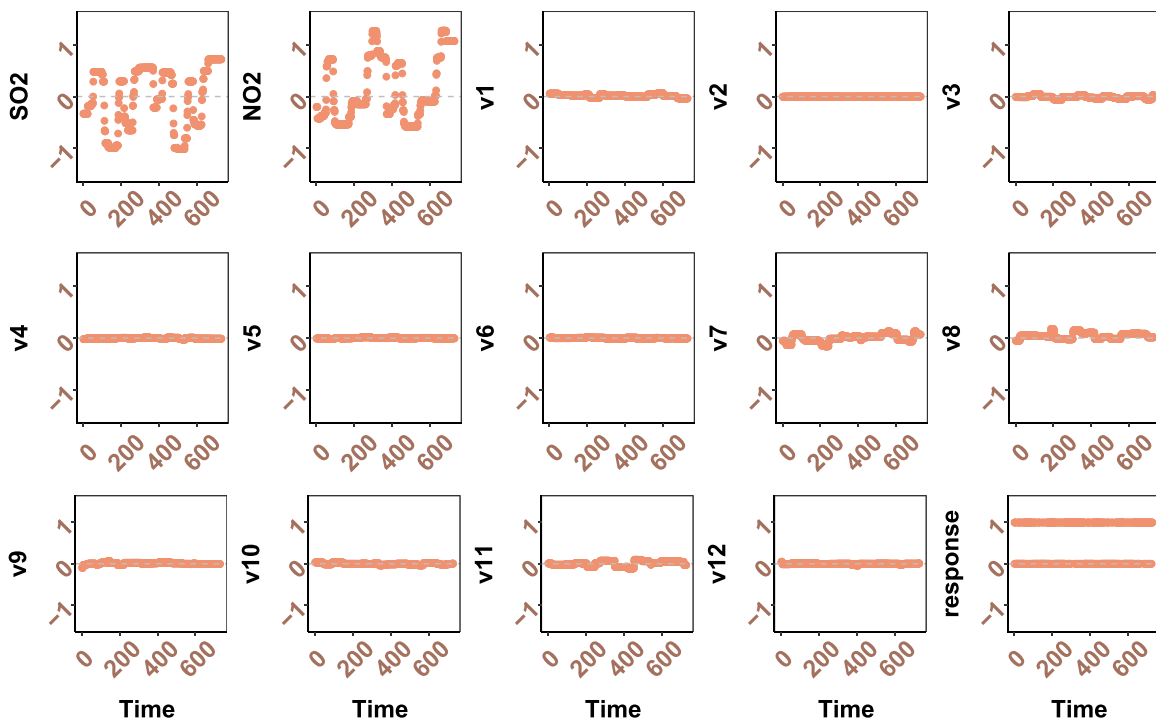 SO2 1 0 −1 0 200 400 600
NO2 1 0 −1 0 200 400 600
v1 1 0 −1 0 200 400 600
v2 1 0 −1 0 200 400 600
v3 1 0 −1 0 200 400 600
v4 1 0 −1 0 200 400 600
v5 1 0 −1 0 200 400 600
v6 1 0 −1 0 200 400 600
v7 1 0 −1 0 200 400 600
v8 1 0 −1 0 200 400 600
v9 1 0 −1 0 200 400 600
v10 1 0 −1 0 200 400 600
v11 1 0 −1 0 200 400 600
v12 1 0 −1 0 200 400 600
response 1 0 −1 0 200 400 600
Time Time Time Time Time